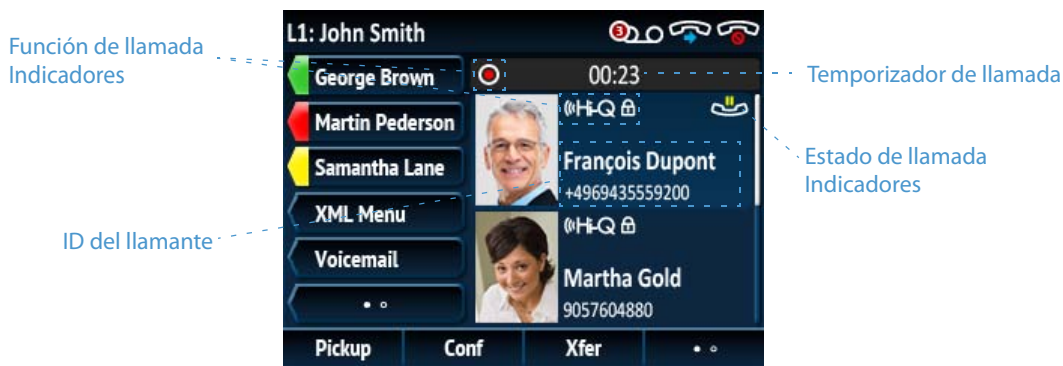 L1: John Smith
3
Función de llamada
Indicadores
George Brown
00:23
Temporizador de llamada
Martin Pederson
Hi-Q
Samantha Lane
François Dupont
+4969435559200
Estado de llamada
Indicadores
XML Menu
Hi-Q
ID del llamante
Voicemail
Martha Gold
9057604880
Pickup
Conf
Xfer